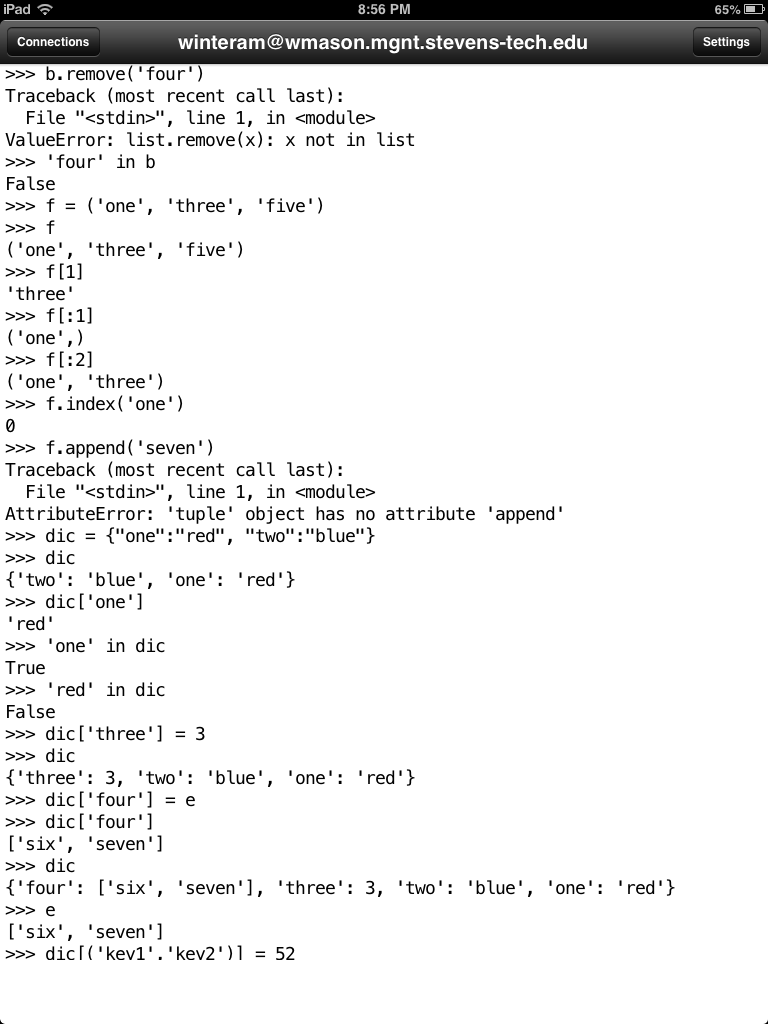 iPad 8:56 PM 65%
Connections winteram@wmason.mgnt.stevens-tech.edu Settings
>>> b.remove('four')
Traceback (most recent call last):
  File "<stdin>", line 1, in <module>
ValueError: list.remove(x): x not in list
>>> 'four' in b
False
>>> f = ('one', 'three', 'five')
>>> f
('one', 'three', 'five')
>>> f[1]
'three'
>>> f[:1]
('one',)
>>> f[:2]
('one', 'three')
>>> f.index('one')
0
>>> f.append('seven')
Traceback (most recent call last):
  File "<stdin>", line 1, in <module>
AttributeError: 'tuple' object has no attribute 'append'
>>> dic = {"one":"red", "two":"blue"}
>>> dic
{'two': 'blue', 'one': 'red'}
>>> dic['one']
'red'
>>> 'one' in dic
True
>>> 'red' in dic
False
>>> dic['three'] = 3
>>> dic
{'three': 3, 'two': 'blue', 'one': 'red'}
>>> dic['four'] = e
>>> dic['four']
['six', 'seven']
>>> dic
{'four': ['six', 'seven'], 'three': 3, 'two': 'blue', 'one': 'red'}
>>> e
['six', 'seven']
>>> dic[('key1','key2')] = 52